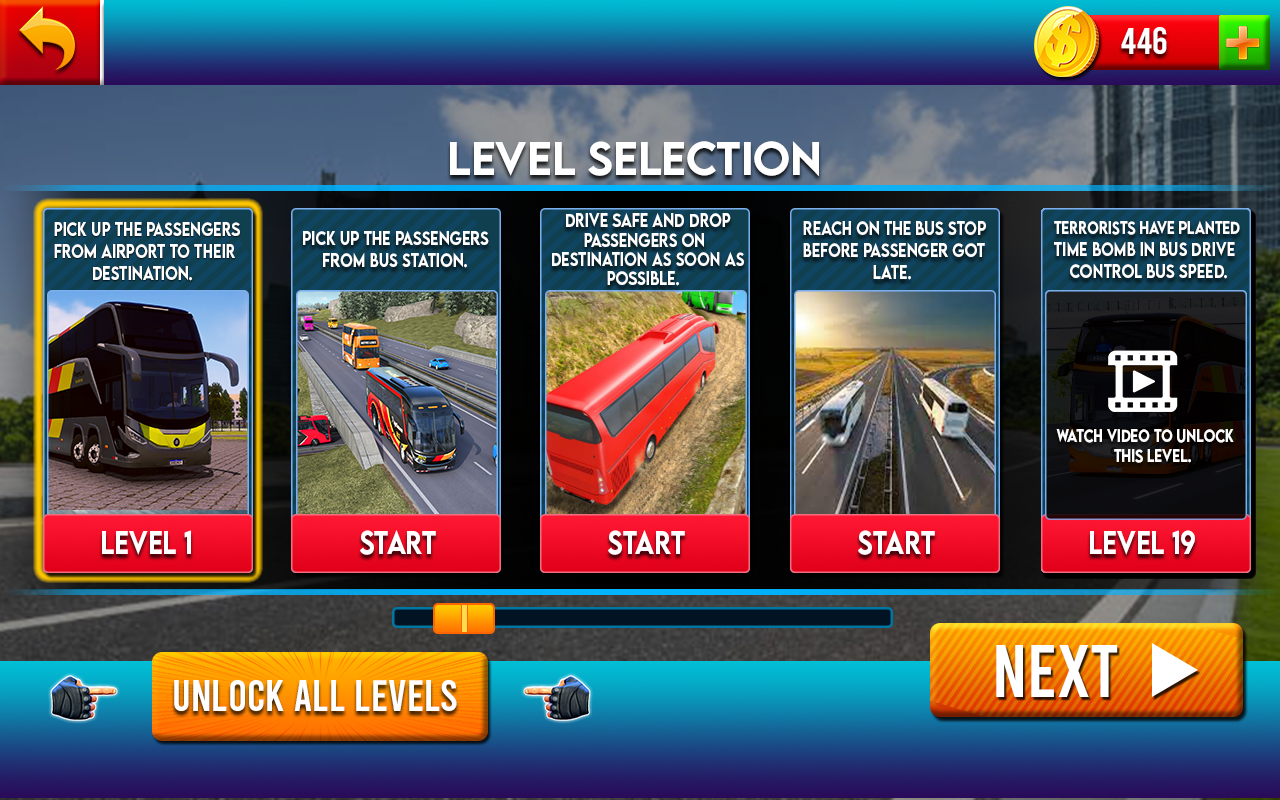 446
LEVEL SELECTION
PICK UP THE PASSENGERS
FROM AIRPORT TO THEIR
DESTINATION.
LEVEL 1
PICK UP THE PASSENGERS
FROM BUS STATION.
START
DRIVE SAFE AND DROP
PASSENGERS ON
DESTINATION AS SOON AS
POSSIBLE.
START
REACH ON THE BUS STOP
BEFORE PASSENGER GOT
LATE.
START
TERRORISTS HAVE PLANTED
TIME BOMB IN BUS DRIVE
CONTROL BUS SPEED.
WATCH VIDEO TO UNLOCK
THIS LEVEL.
LEVEL 19
UNLOCK ALL LEVELS
NEXT